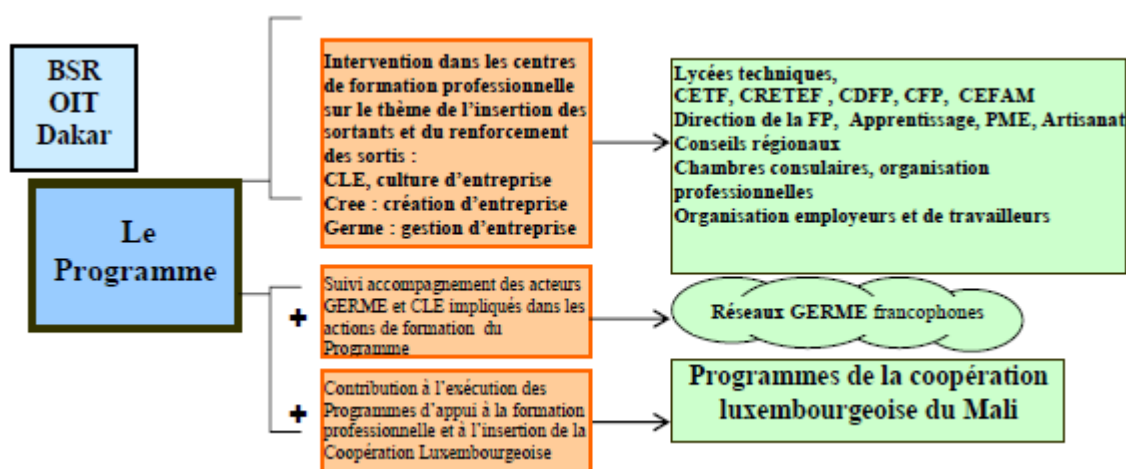 BSR
OIT
Dakar
Le
Programme
Intervention dans les centres
de formation professionnelle
sur le thème de l’insertion des
sortants et du renforcement
des sortis :
CLE, culture d’entreprise
Cree : création d’entreprise
Germe : gestion d’entreprise
Lycées techniques,
CETF, CRETEF , CDFP, CFP, CEFAM
Direction de la FP, Apprentissage, PME, Artisanat
Conseils régionaux
Chambres consulaires, organisation
professionnelles
Organisation employeurs et de travailleurs
+
Suivi accompagnement des acteurs
GERME et CLE impliqués dans les
actions de formation du
Programme
Réseaux GERME francophones
+
Contribution à l’exécution des
Programmes d’appui à la formation
professionnelle et à l’insertion de la
Coopération Luxembourgeoise
Programmes de la coopération
luxembourgeoise du Mali